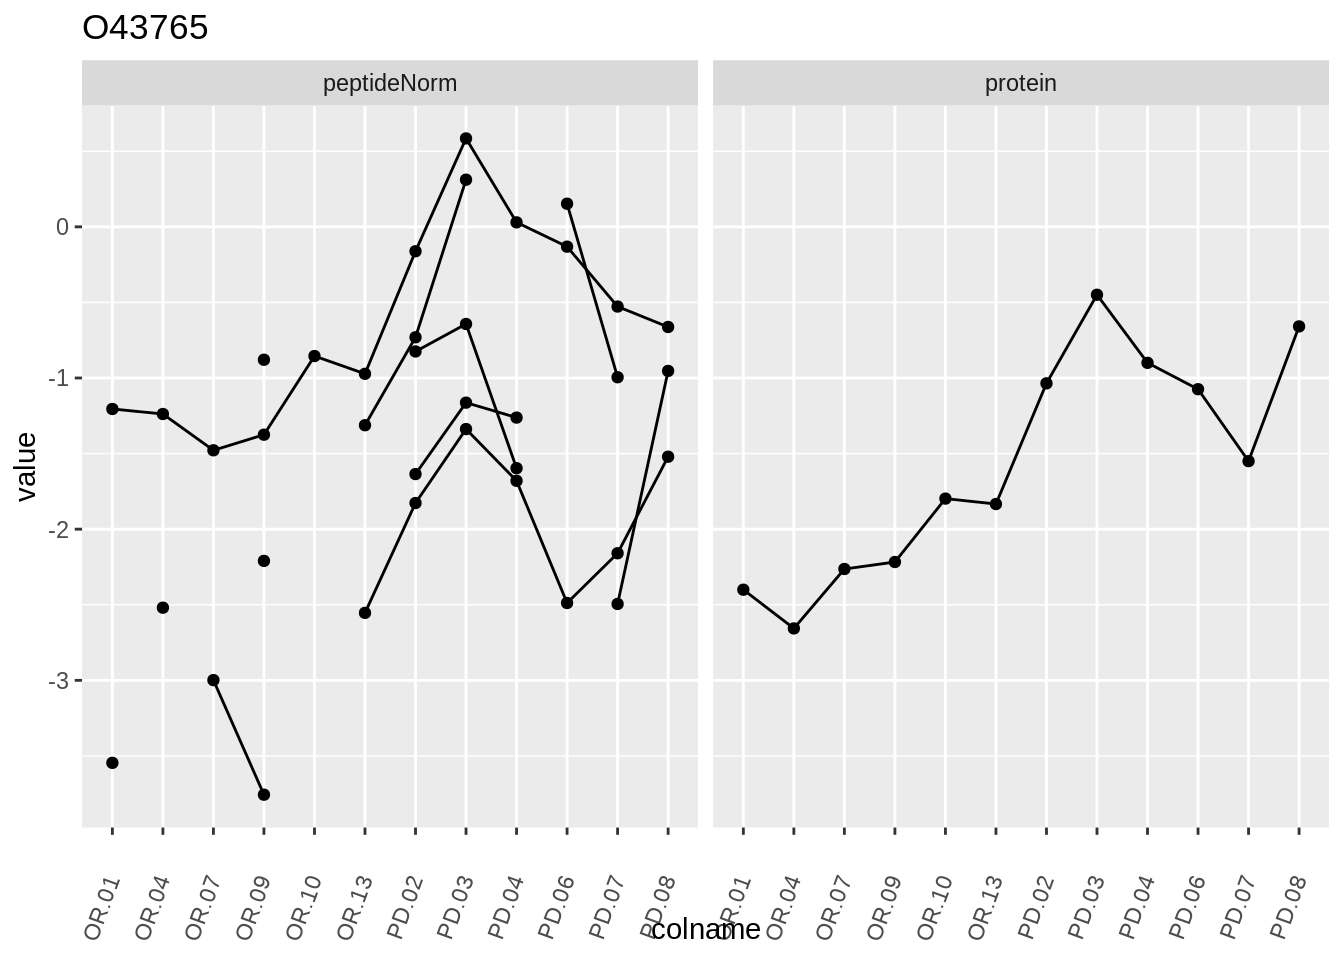 O43765
peptideNorm
protein
value
0
-1
-2
-3
OR.01 OR.04 OR.07 OR.09 OR.10 OR.13 PD.02 PD.03 PD.04 PD.06 PD.07 PD.08
OR.01 OR.04 OR.07 OR.09 OR.10 OR.13 PD.02 PD.03 PD.04 PD.06 PD.07 PD.08
colname